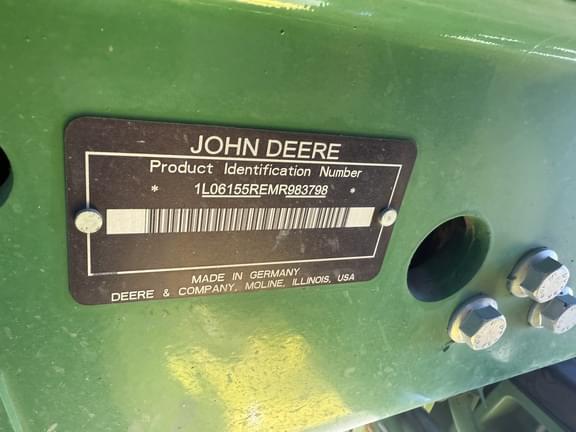 JOHN DEERE
Product Identification Number
* 1L06155REMR983798 *
MADE IN GERMANY
DEERE & COMPANY, MOLINE, ILLINOIS, USA